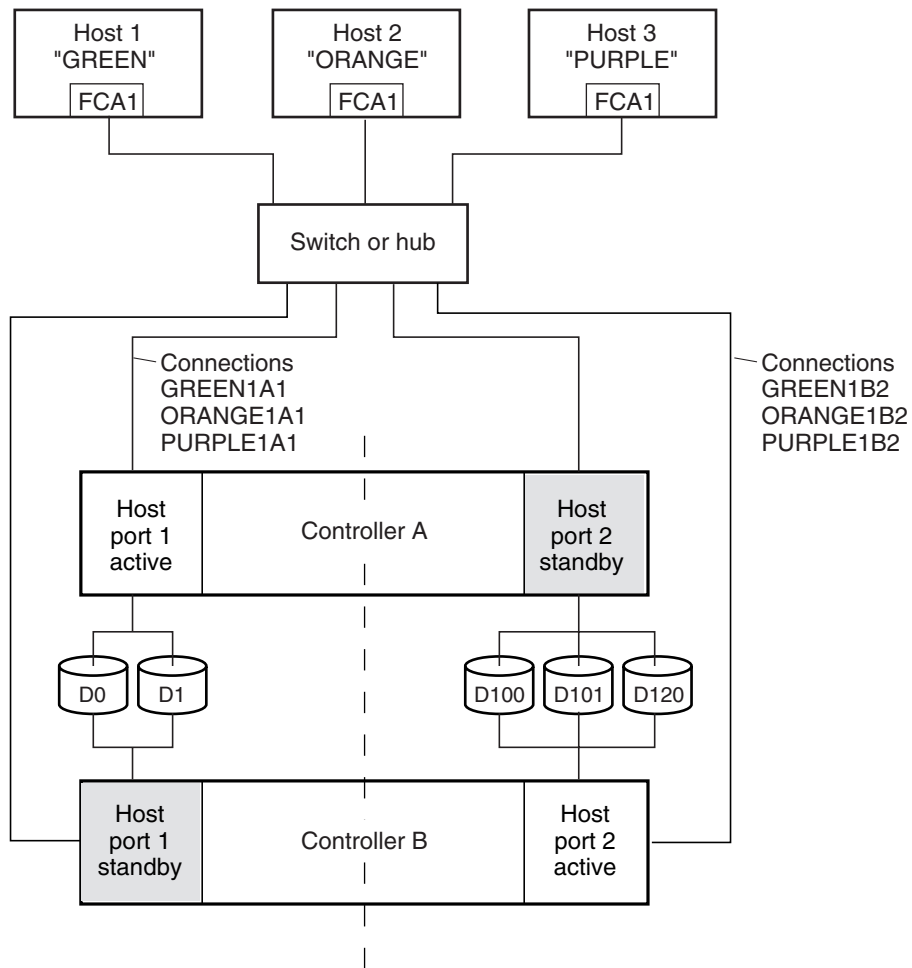 Host 1
"GREEN"
FCA1
Host 2
"ORANGE"
FCA1
Host 3
"PURPLE"
FCA1
Switch or hub
Connections
GREEN1A1
ORANGE1A1
PURPLE1A1
Connections
GREEN1B2
ORANGE1B2
PURPLE1B2
Host
port 1
active
Controller A
Host
port 2
standby
D0
D1
D100
D101
D120
Host
port 1
standby
Controller B
Host
port 2
active